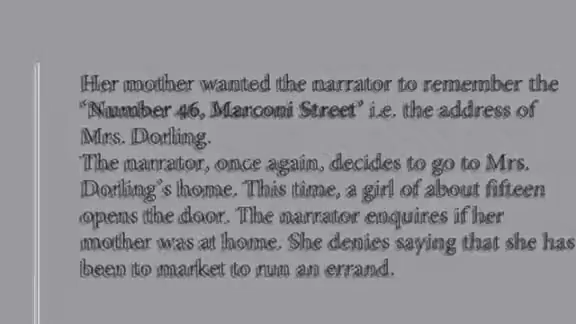 Her mother wanted the narrator to remember the
'Number 46, Marconi Street' i.e. the address of
Mrs. Dorling.
The narrator, once again, decides to go to Mrs.
Dorling's home. This time, a girl of about fifteen
opens the door. The narrator enquires if her
mother was at home. She denies saying that she has
been to market to run an errand.